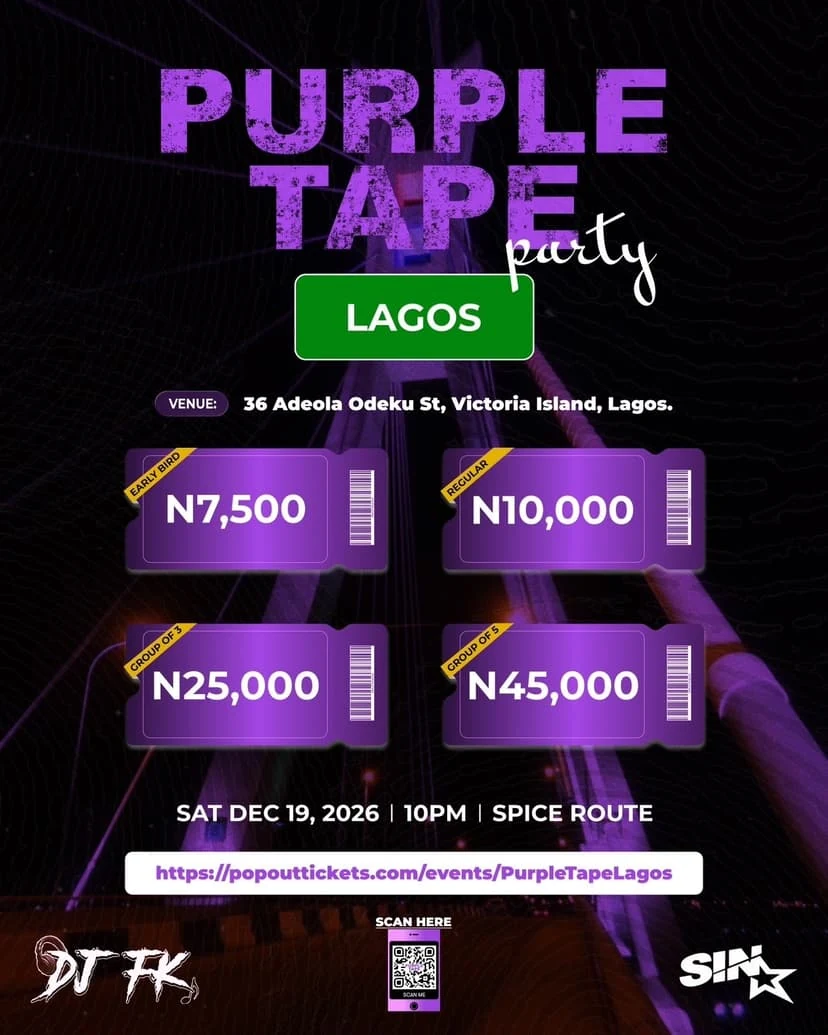 PURPLE
TAPE
party
LAGOS
VENUE: 36 Adeola Odeku St, Victoria Island, Lagos.
EARLY BIRD
N7,500
REGULAR
N10,000
GROUP OF 3
N25,000
GROUP OF 5
N45,000
SAT DEC 19, 2026 | 10PM | SPICE ROUTE
https://popouttickets.com/events/PurpleTapeLagos
SCAN HERE
SCAN ME
DJ FK
SIN